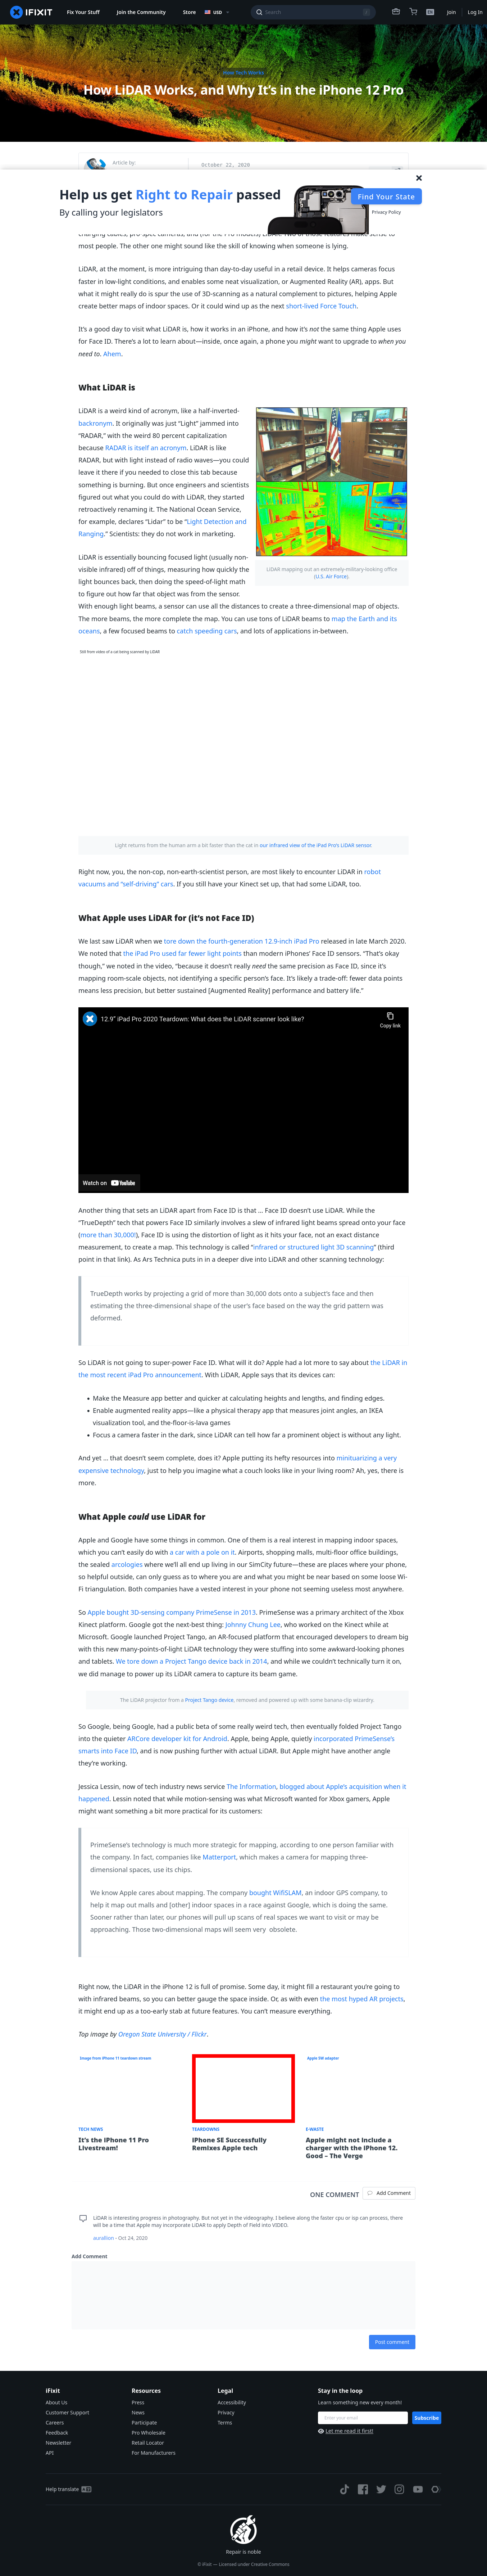 IFIXIT
Fix Your Stuff
Join the Community
Store
USD
Search
/
Join
Log In
How Tech Works
How LiDAR Works, and Why It’s in the iPhone 12 Pro
Article by:
October 22, 2020
Help us get Right to Repair passed
By calling your legislators
Find Your State
Privacy Policy
most people. The other one might sound like the skill of knowing when someone is lying.
LiDAR, at the moment, is more intriguing than day-to-day useful in a retail device. It helps cameras focus
faster in low-light conditions, and enables some neat visualization, or Augmented Reality (AR), apps. But
what it might really do is spur the use of 3D-scanning as a natural complement to pictures, helping Apple
create better maps of indoor spaces. Or it could wind up as the next short-lived Force Touch.
It’s a good day to visit what LiDAR is, how it works in an iPhone, and how it’s not the same thing Apple uses
for Face ID. There’s a lot to learn about—inside, once again, a phone you might want to upgrade to when you
need to. Ahem.
What LiDAR is
LiDAR is a weird kind of acronym, like a half-inverted-
backronym. It originally was just “Light” jammed into
“RADAR,” with the weird 80 percent capitalization
because RADAR is itself an acronym. LiDAR is like
RADAR, but with light instead of radio waves—you could
leave it there if you needed to close this tab because
something is burning. But once engineers and scientists
figured out what you could do with LiDAR, they started
retroactively renaming it. The National Ocean Service,
for example, declares “LiDar” to be “Light Detection and
Ranging.” Scientists: they do not work in marketing.
LiDAR mapping out an extremely-military-looking office
(U.S. Air Force).
LiDAR is essentially bouncing focused light (usually non-
visible infrared) off of things, measuring how quickly the
light bounces back, then doing the speed-of-light math
to figure out how far that object was from the sensor.
With enough light beams, a sensor can use all the distances to create a three-dimensional map of objects.
The more beams, the more complete the map. You can use tons of LiDAR beams to map the Earth and its
oceans, a few focused beams to catch speeding cars, and lots of applications in-between.
Still from video of a cat being scanned by LiDAR
Light returns from the human arm a bit faster than the cat in our infrared view of the iPad Pro’s LiDAR sensor.
Right now, you, the non-cop, non-earth-scientist person, are most likely to encounter LiDAR in robot
vacuums and “self-driving” cars. If you still have your Kinect set up, that had some LiDAR, too.
What Apple uses LiDAR for (it’s not Face ID)
We last saw LiDAR when we tore down the fourth-generation 12.9-inch iPad Pro released in late March 2020.
We noted that the iPad Pro used far fewer light points than modern iPhones’ Face ID sensors. “That’s okay
though,” we noted in the video, “because it doesn’t really need the same precision as Face ID, since it’s
mapping room-scale objects, not identifying a specific person’s face. It’s likely a trade-off: fewer data points
means less precision, but better sustained [Augmented Reality] performance and battery life.”
12.9” iPad Pro 2020 Teardown: What does the LiDAR scanner look like?
Copy link
Watch on YouTube
Another thing that sets an LiDAR apart from Face ID is that … Face ID doesn’t use LiDAR. While the
“TrueDepth” tech that powers Face ID similarly involves a slew of infrared light beams spread onto your face
(more than 30,000!), Face ID is using the distortion of light as it hits your face, not an exact distance
measurement, to create a map. This technology is called “infrared or structured light 3D scanning” (third
point in that link). As Ars Technica puts in in a deeper dive into LiDAR and other scanning technology:
TrueDepth works by projecting a grid of more than 30,000 dots onto a subject’s face and then
estimating the three-dimensional shape of the user’s face based on the way the grid pattern was
deformed.
So LiDAR is not going to super-power Face ID. What will it do? Apple had a lot more to say about the LiDAR in
the most recent iPad Pro announcement. With LiDAR, Apple says that its devices can:
• Make the Measure app better and quicker at calculating heights and lengths, and finding edges.
• Enable augmented reality apps—like a physical therapy app that measures joint angles, an IKEA
visualization tool, and the-floor-is-lava games
• Focus a camera faster in the dark, since LiDAR can tell how far a prominent object is without any light.
And yet … that doesn’t seem complete, does it? Apple putting its hefty resources into minituarizing a very
expensive technology, just to help you imagine what a couch looks like in your living room? Ah, yes, there is
more.
What Apple could use LiDAR for
Apple and Google have some things in common. One of them is a real interest in mapping indoor spaces,
which you can’t easily do with a car with a pole on it. Airports, shopping malls, multi-floor office buildings,
the sealed arcologies where we’ll all end up living in our SimCity future—these are places where your phone,
so helpful outside, can only guess as to where you are and what you might be near based on some loose Wi-
Fi triangulation. Both companies have a vested interest in your phone not seeming useless most anywhere.
So Apple bought 3D-sensing company PrimeSense in 2013. PrimeSense was a primary architect of the Xbox
Kinect platform. Google got the next-best thing: Johnny Chung Lee, who worked on the Kinect while at
Microsoft. Google launched Project Tango, an AR-focused platform that encouraged developers to dream big
with this new many-points-of-light LiDAR technology they were stuffing into some awkward-looking phones
and tablets. We tore down a Project Tango device back in 2014, and while we couldn’t technically turn it on,
we did manage to power up its LiDAR camera to capture its beam game.
The LiDAR projector from a Project Tango device, removed and powered up with some banana-clip wizardry.
So Google, being Google, had a public beta of some really weird tech, then eventually folded Project Tango
into the quieter ARCore developer kit for Android. Apple, being Apple, quietly incorporated PrimeSense’s
smarts into Face ID, and is now pushing further with actual LiDAR. But Apple might have another angle
they’re working.
Jessica Lessin, now of tech industry news service The Information, blogged about Apple’s acquisition when it
happened. Lessin noted that while motion-sensing was what Microsoft wanted for Xbox gamers, Apple
might want something a bit more practical for its customers:
PrimeSense’s technology is much more strategic for mapping, according to one person familiar with
the company. In fact, companies like Matterport, which makes a camera for mapping three-
dimensional spaces, use its chips.
We know Apple cares about mapping. The company bought WifiSLAM, an indoor GPS company, to
help it map out malls and [other] indoor spaces in a race against Google, which is doing the same.
Sooner rather than later, our phones will pull up scans of real spaces we want to visit or may be
approaching. Those two-dimensional maps will seem very obsolete.
Right now, the LiDAR in the iPhone 12 is full of promise. Some day, it might fill a restaurant you’re going to
with infrared beams, so you can better gauge the space inside. Or, as with even the most hyped AR projects,
it might end up as a too-early stab at future features. You can’t measure everything.
Top image by Oregon State University / Flickr.
Image from iPhone 11 teardown stream
TECH NEWS
It’s the iPhone 11 Pro
Livestream!
TEARDOWNS
iPhone SE Successfully
Remixes Apple tech
Apple 5W adapter
E-WASTE
Apple might not include a
charger with the iPhone 12.
Good – The Verge
ONE COMMENT
Add Comment
LiDAR is interesting progress in photography. But not yet in the videography. I believe along the faster cpu or isp can process, there
will be a time that Apple may incorporate LiDAR to apply Depth of Field into VIDEO.
aurallion - Oct 24, 2020
Add Comment
Post comment
iFixit
About Us
Customer Support
Careers
Feedback
Newsletter
API
Resources
Press
News
Participate
Pro Wholesale
Retail Locator
For Manufacturers
Legal
Accessibility
Privacy
Terms
Stay in the loop
Learn something new every month!
Enter your email
Subscribe
Let me read it first!
Help translate
Repair is noble
© iFixit — Licensed under Creative Commons